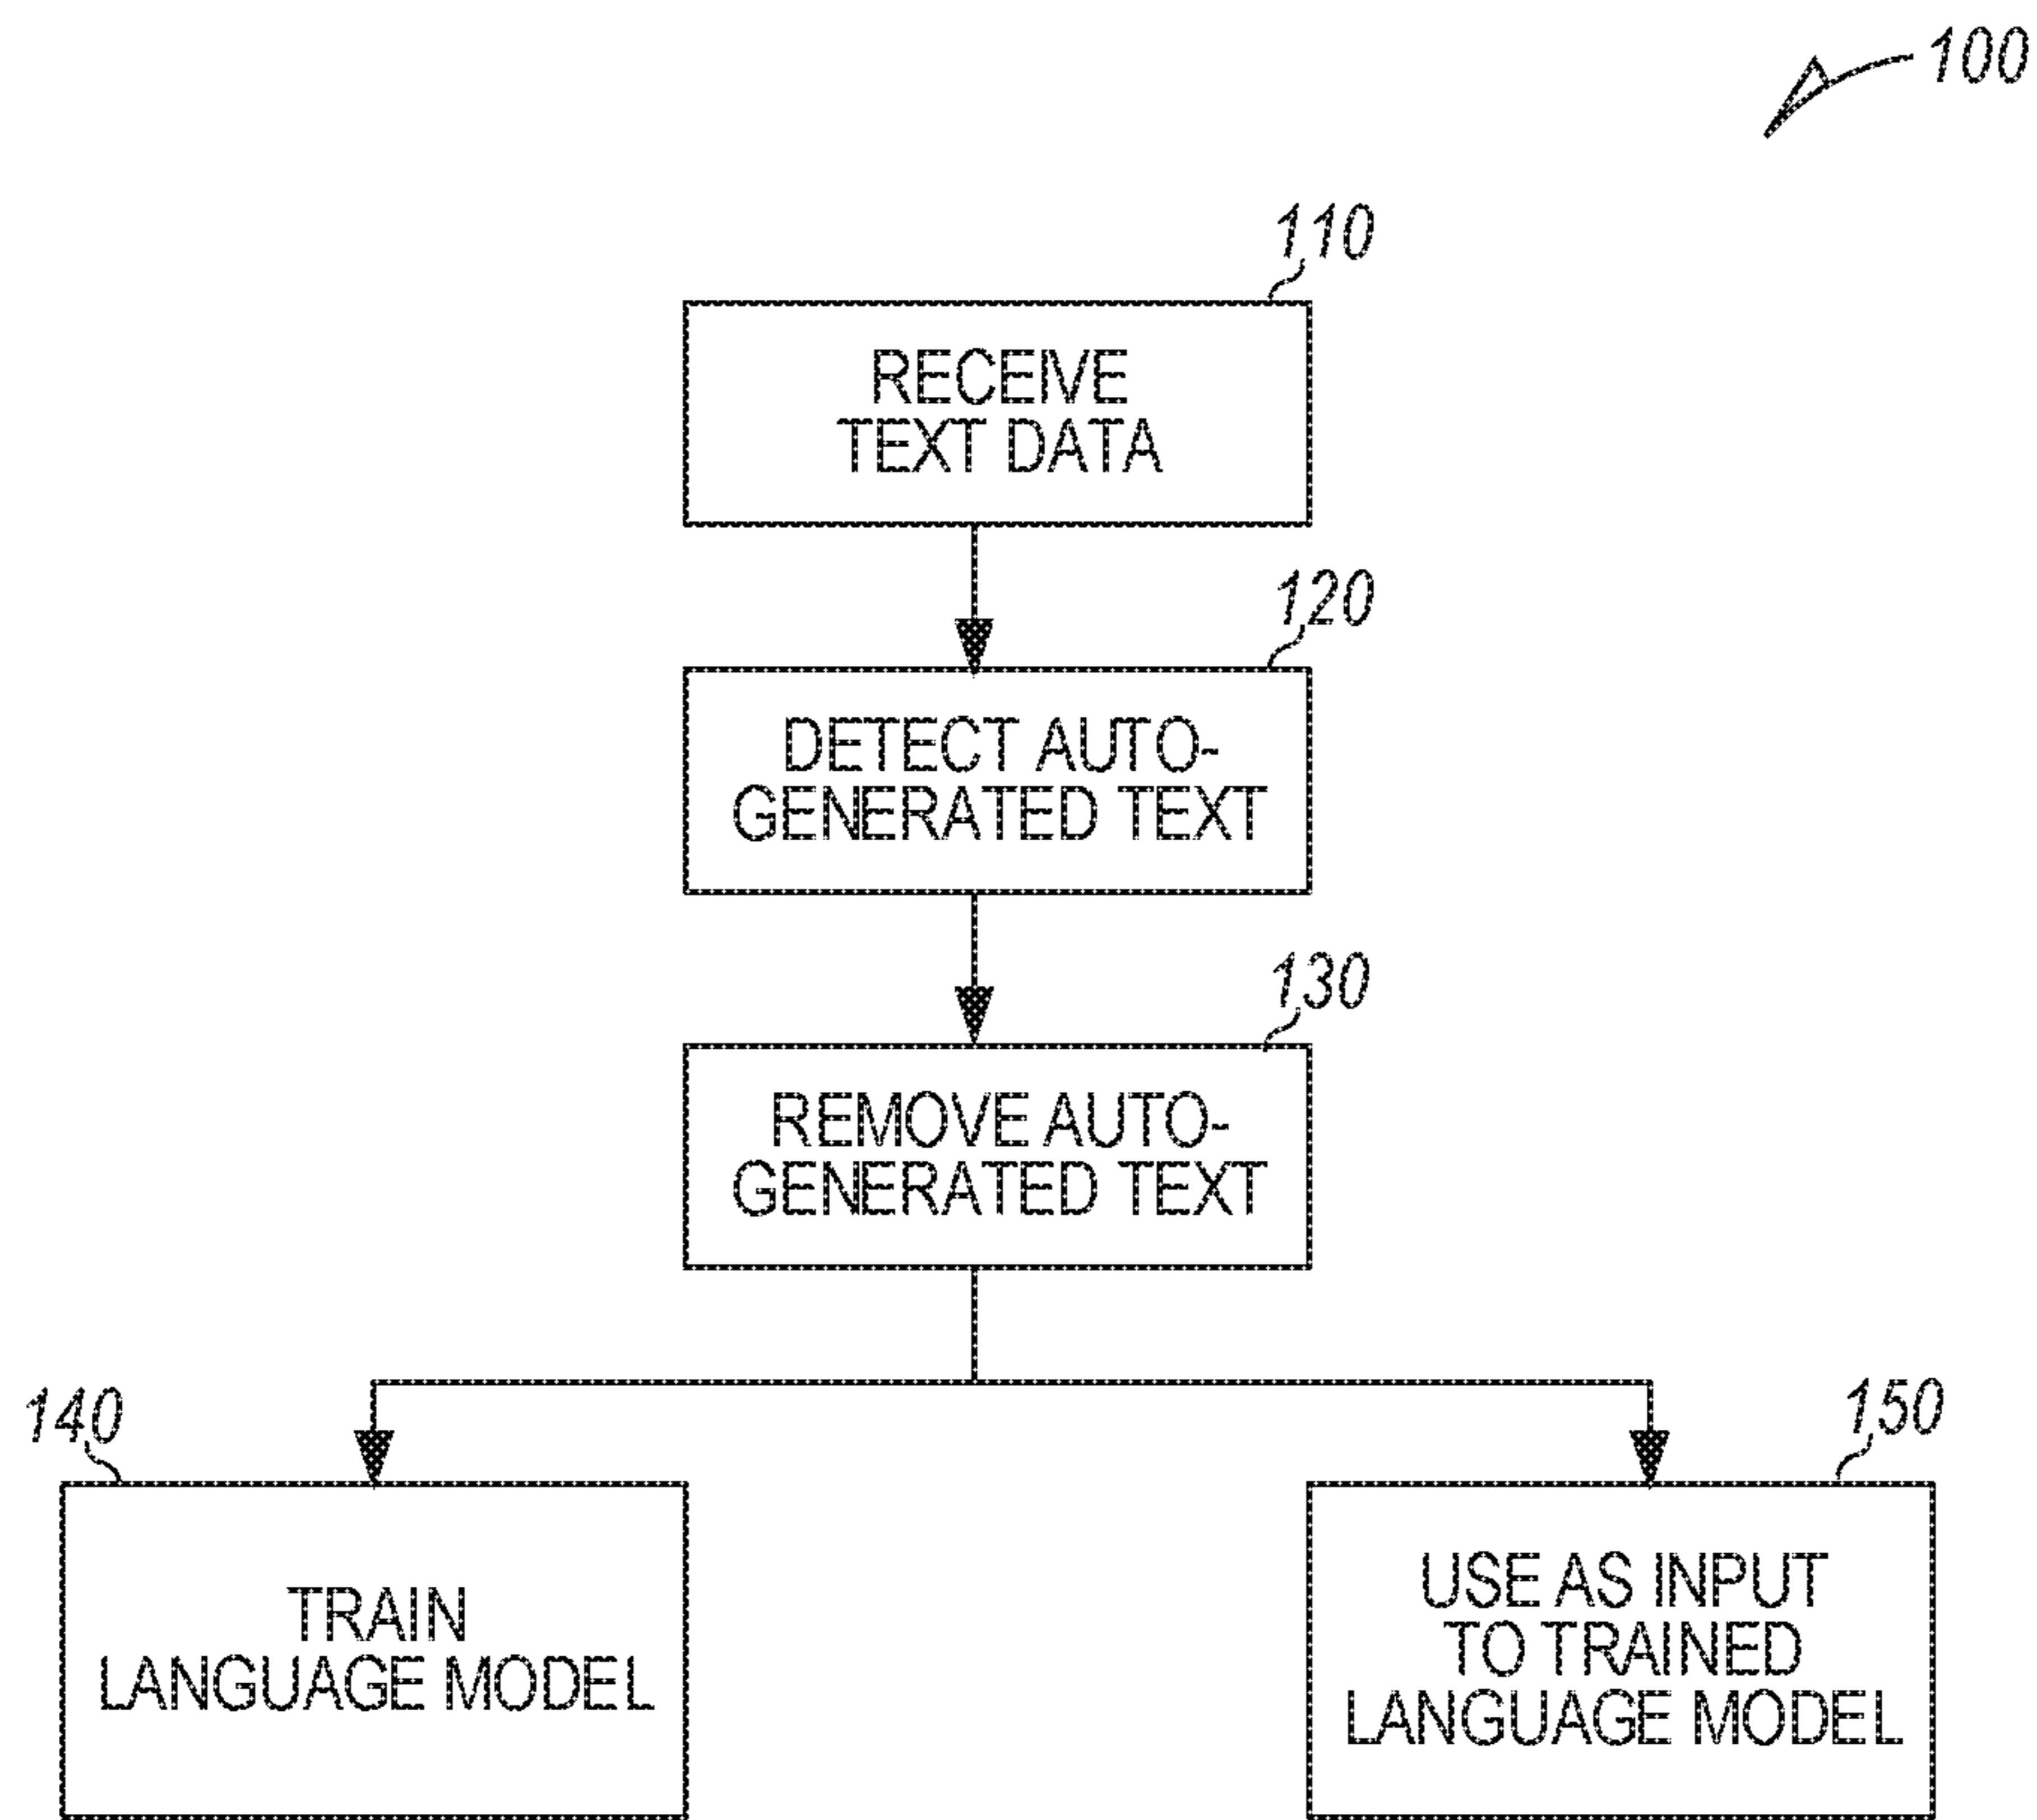 100
110
RECEIVE
TEXT DATA
120
DETECT AUTO-
GENERATED TEXT
130
REMOVE AUTO-
GENERATED TEXT
140
TRAIN
LANGUAGE MODEL
150
USE AS INPUT
TO TRAINED
LANGUAGE MODEL